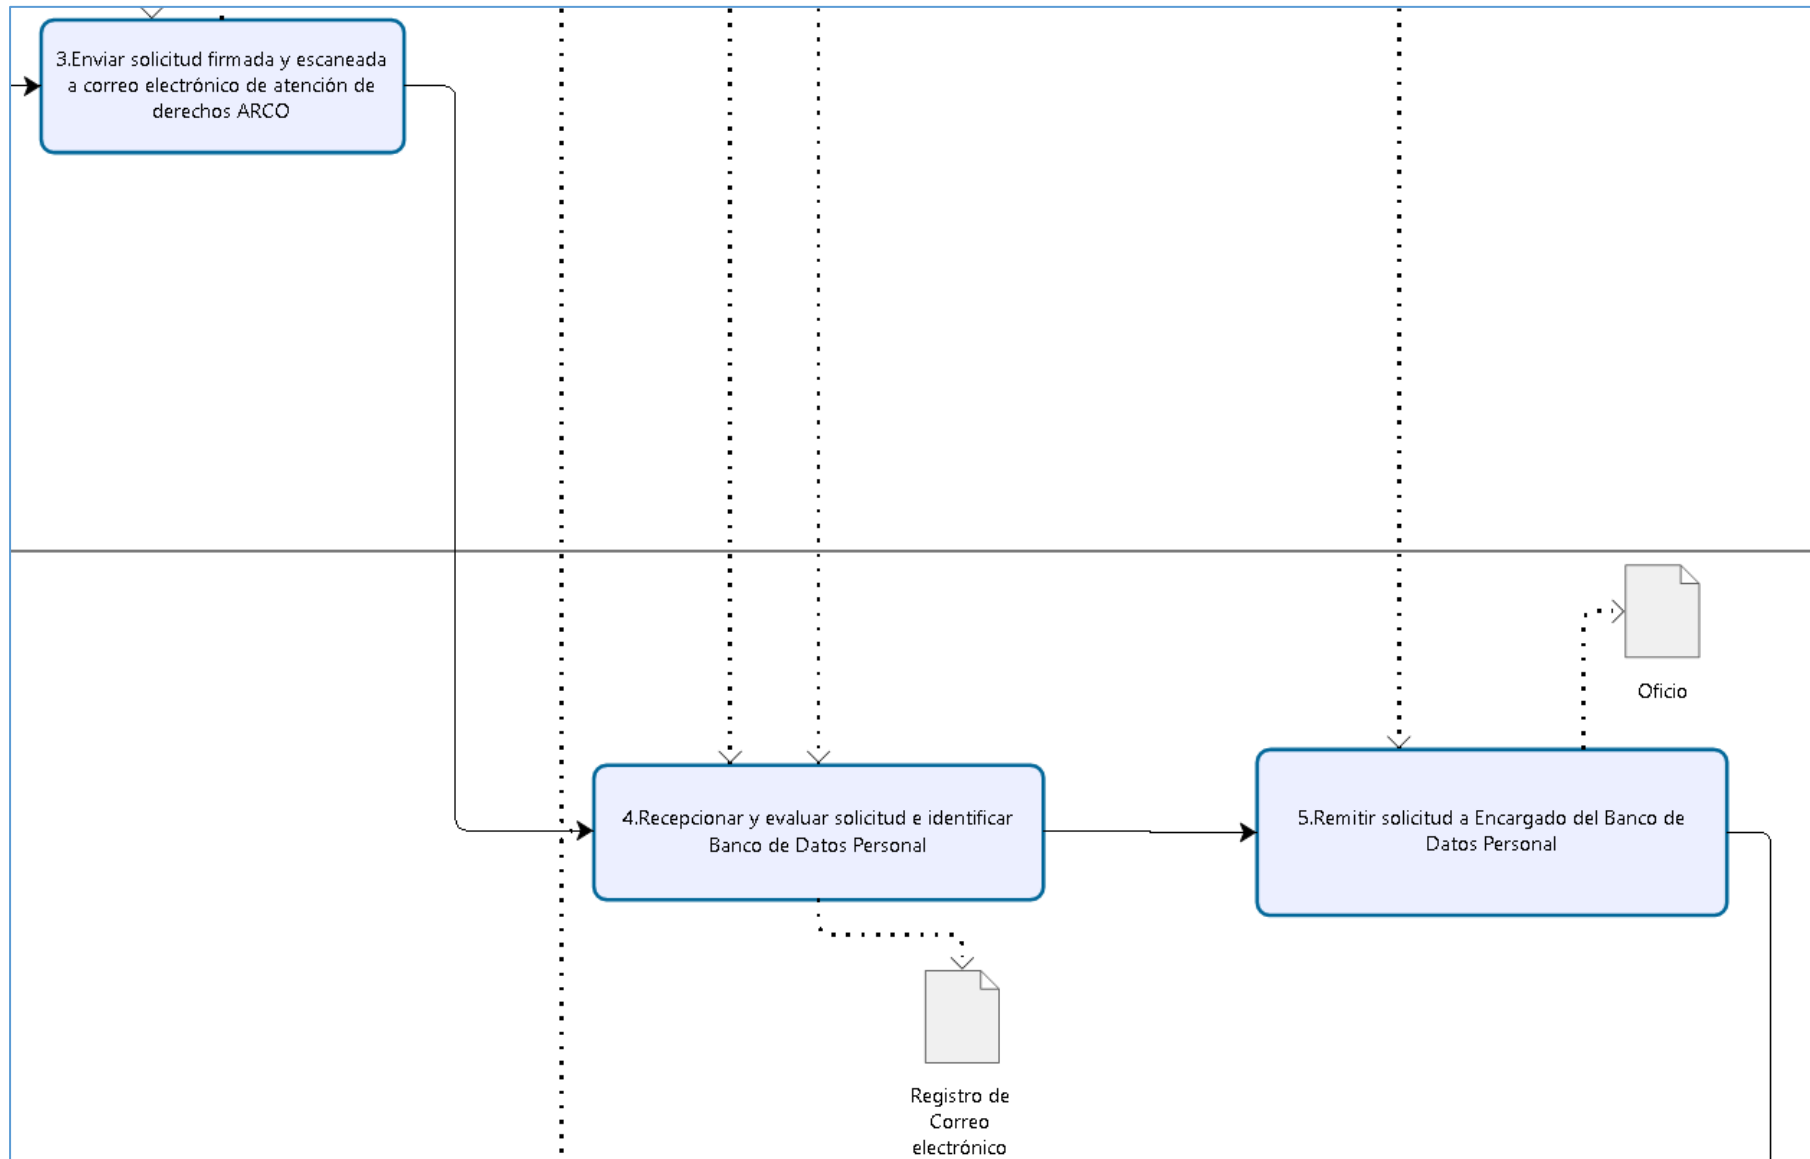 3.Enviar solicitud firmada y escaneada
a correo electrónico de atención de
derechos ARCO
Oficio
4.Recepcionar y evaluar solicitud e identificar
Banco de Datos Personal
5.Remitir solicitud a Encargado del Banco de
Datos Personal
Registro de
Correo
electrónico